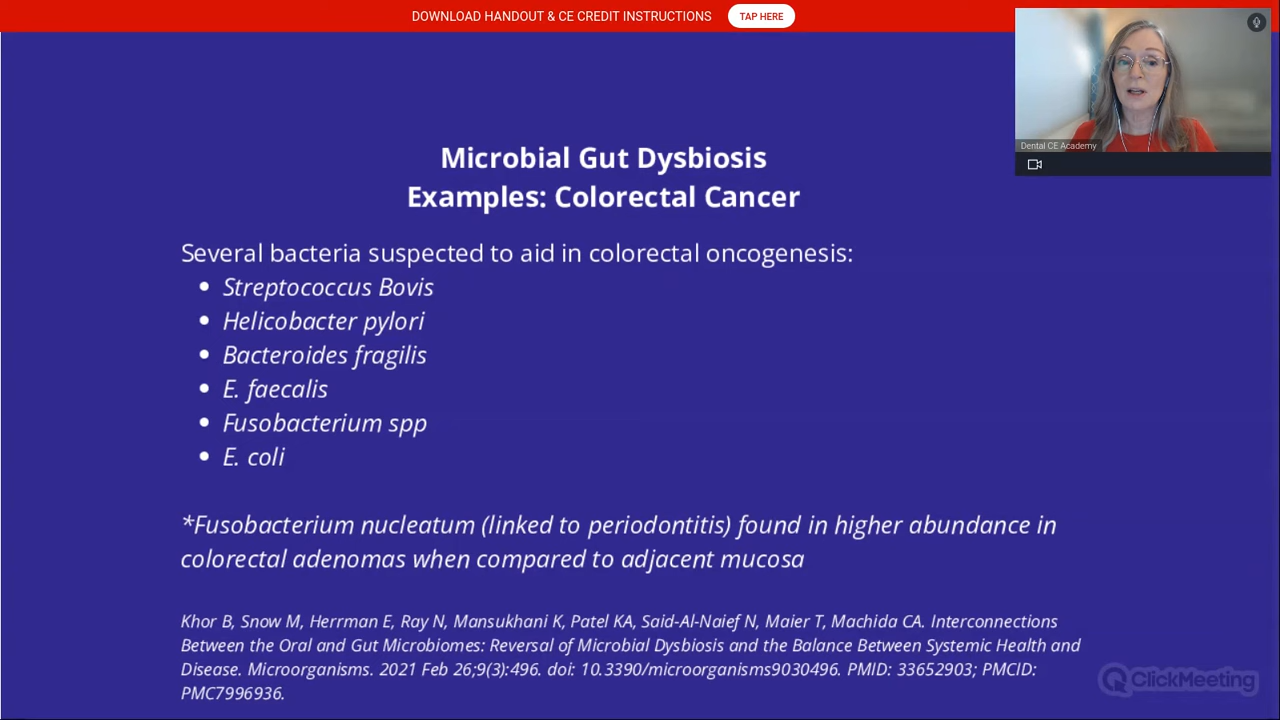 DOWNLOAD HANDOUT & CE CREDIT INSTRUCTIONS
TAP HERE
Dental CE Academy
Microbial Gut Dysbiosis
Examples: Colorectal Cancer
Several bacteria suspected to aid in colorectal oncogenesis:
• Streptococcus Bovis
• Helicobacter pylori
• Bacteroides fragilis
• E. faecalis
• Fusobacterium spp
• E. coli
*Fusobacterium nucleatum (linked to periodontitis) found in higher abundance in
colorectal adenomas when compared to adjacent mucosa
Khor B, Snow M, Herrman E, Ray N, Mansukhani K, Patel KA, Said-Al-Naief N, Maier T, Machida CA. Interconnections
Between the Oral and Gut Microbiomes: Reversal of Microbial Dysbiosis and the Balance Between Systemic Health and
Disease. Microorganisms. 2021 Feb 26;9(3):496. doi: 10.3390/microorganisms9030496. PMID: 33652903; PMCID:
PMC7996936.
ClickMeeting